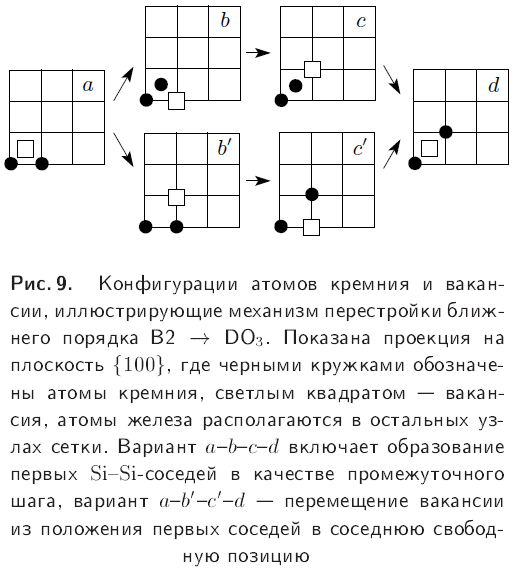 b
c
a
d
b′
c′
Рис. 9. Конфигурации атомов кремния и вакан-
сии, иллюстрирующие механизм перестройки ближ-
него порядка B2 → DO₃. Показана проекция на
плоскость {100}, где черными кружками обозначе-
ны атомы кремния, светлым квадратом — вакан-
сия, атомы железа располагаются в остальных уз-
лах сетки. Вариант a–b–c–d включает образование
первых Si–Si-соседей в качестве промежуточного
шага, вариант a–b′–c′–d — перемещение вакансии
из положения первых соседей в соседнюю свобод-
ную позицию